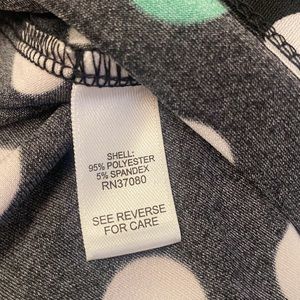 SHELL:
95% POLYESTER
5% SPANDEX
RN37080
SEE REVERSE
FOR CARE